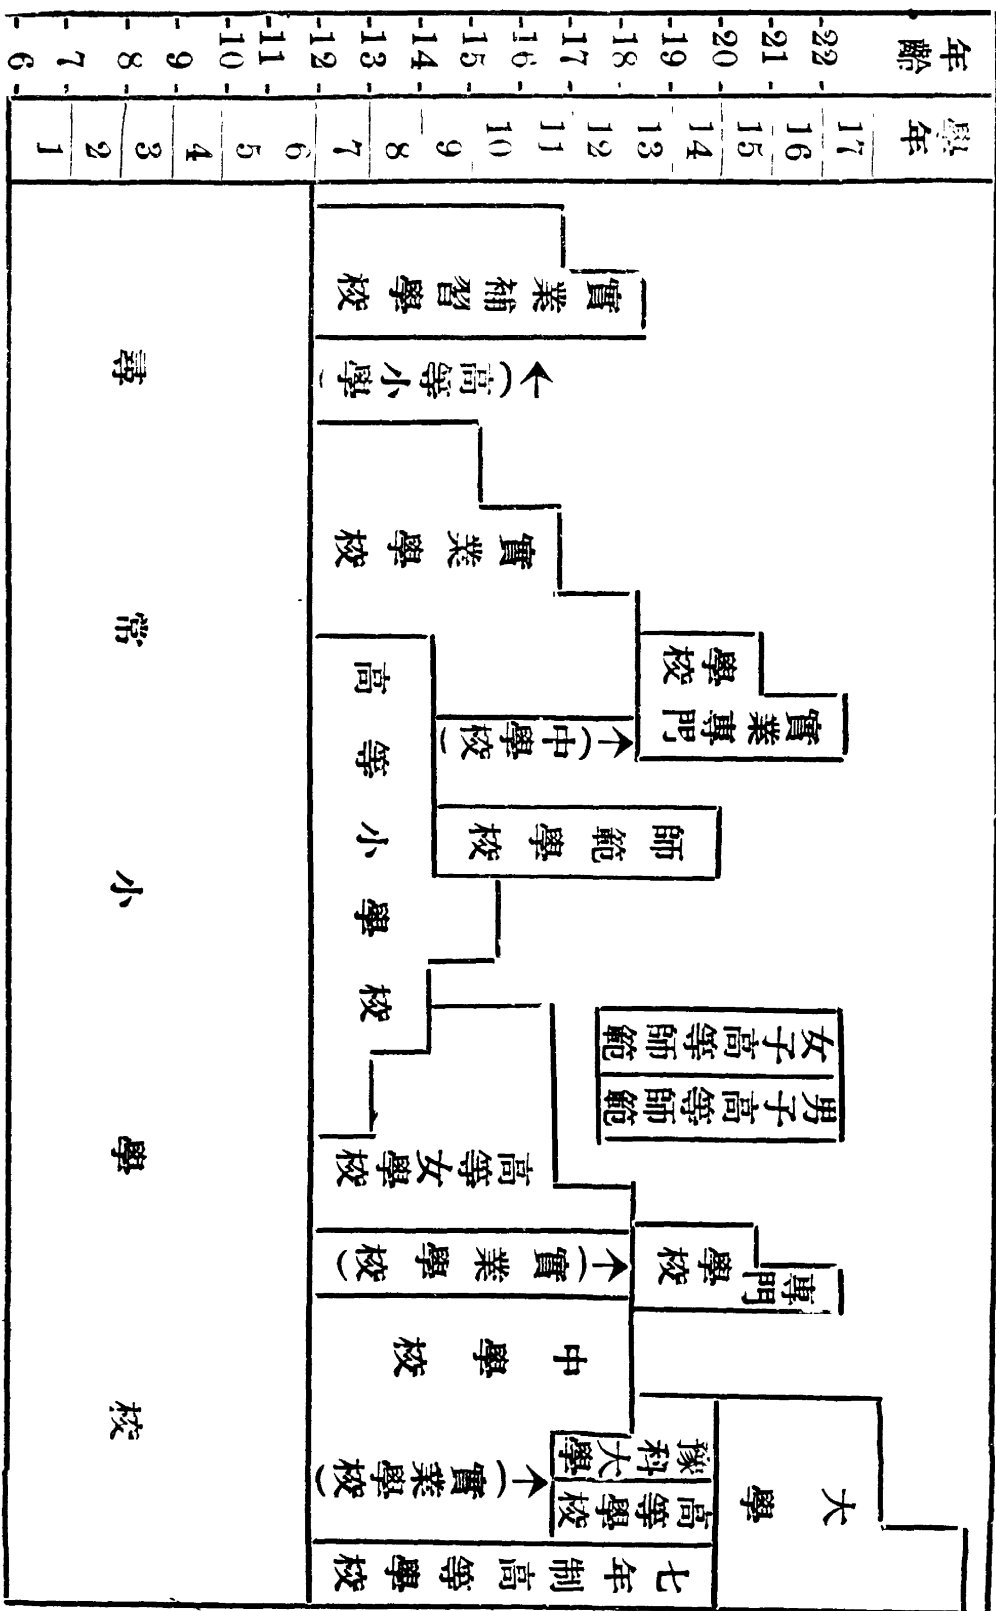 年齡
22
21
20
19
18
17
16
15
14
13
12
11
10
9
8
7
6
學年
17
16
15
14
13
12
11
10
9
8
7
6
5
4
3
2
1
實業補習學校
(高等小學)
實業學校
學校
實業專門
(中學校)
師範學校
高等小學校
女子高等師範
男子高等師範
高等女學校
(實業學校)
學校
專門
中學校
(實業學校)
豫科大學
高等學校
七年制高等學校
大學
尋常小學校